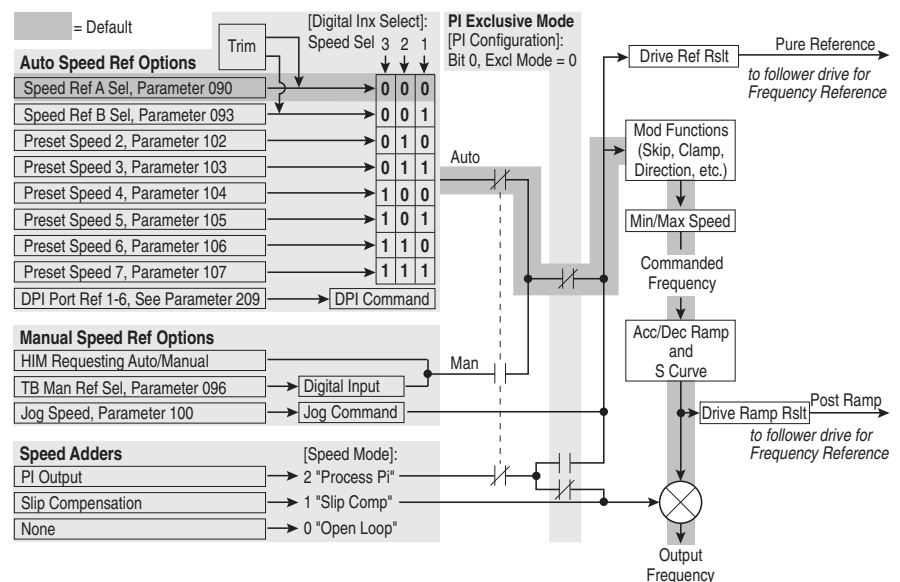 = Default
Trim
[Digital Inx Select]:
Speed Sel 3 2 1
PI Exclusive Mode
[PI Configuration]:
Bit 0, Excl Mode = 0
Drive Ref Rslt
Pure Reference
to follower drive for
Frequency Reference
Auto Speed Ref Options
Speed Ref A Sel, Parameter 090 0 0 0
Speed Ref B Sel, Parameter 093 0 0 1
Preset Speed 2, Parameter 102 0 1 0
Preset Speed 3, Parameter 103 0 1 1
Preset Speed 4, Parameter 104 1 0 0
Preset Speed 5, Parameter 105 1 0 1
Preset Speed 6, Parameter 106 1 1 0
Preset Speed 7, Parameter 107 1 1 1
DPI Port Ref 1-6, See Parameter 209 DPI Command
Auto
Mod Functions
(Skip, Clamp,
Direction, etc.)
Min/Max Speed
Commanded
Frequency
Acc/Dec Ramp
and
S Curve
Manual Speed Ref Options
HIM Requesting Auto/Manual
TB Man Ref Sel, Parameter 096 Digital Input
Jog Speed, Parameter 100 Jog Command
Man
Drive Ramp Rslt
Post Ramp
to follower drive for
Frequency Reference
Speed Adders
[Speed Mode]:
PI Output 2 "Process Pi"
Slip Compensation 1 "Slip Comp"
None 0 "Open Loop"
Output
Frequency